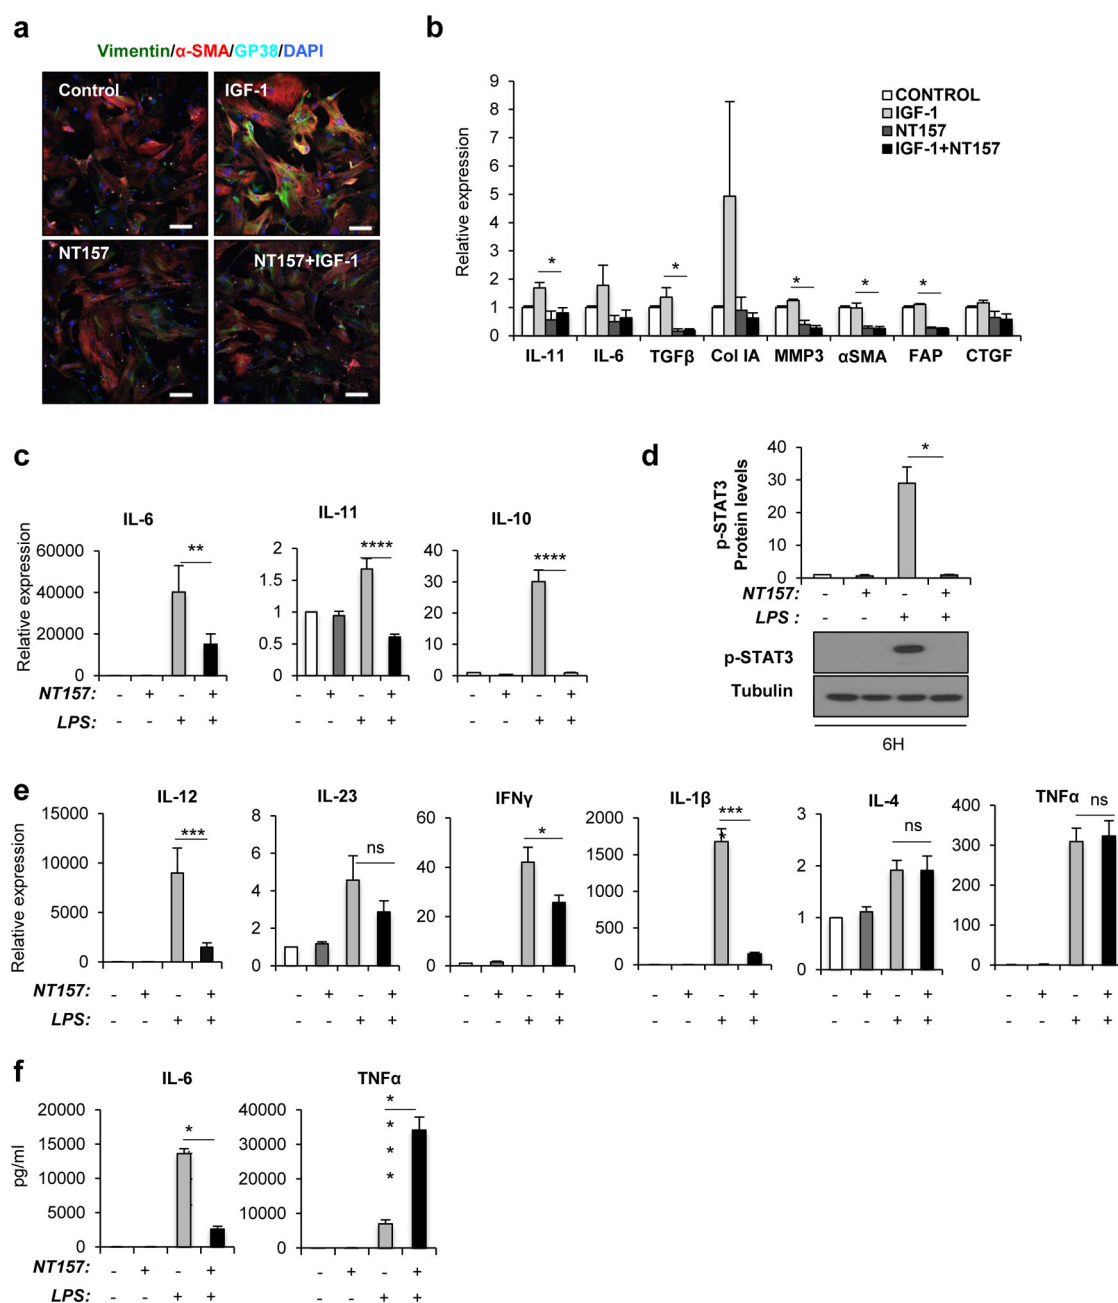 a
Vimentin/α-SMA/GP38/DAPI
Control
IGF-1
NT157
NT157+IGF-1
b
Relative expression
9
8
7
6
5
4
3
2
1
0
CONTROL
IGF-1
NT157
IGF-1+NT157
* * * * *
IL-11 IL-6 TGFβ Col IA MMP3 αSMA FAP CTGF
c
Relative expression
IL-6
60000
40000
20000
0
**
IL-11
2
1.5
1
0.5
0
****
IL-10
40
30
20
10
0
****
NT157: - + - + - + - + - + - +
LPS: - - + + - - + + - - + +
d
p-STAT3
Protein levels
40
30
20
10
0
*
NT157: - + - +
LPS : - - + +
p-STAT3
Tubulin
6H
e
Relative expression
IL-12
15000
10000
5000
0
***
IL-23
8
6
4
2
0
ns
IFNγ
60
40
20
0
*
IL-1β
2000
1500
1000
500
0
***
*
IL-4
3
2
1
0
ns
TNFα
400
300
200
100
0
ns
NT157: - + - + - + - + - + - + - + - + - + - + - + - +
LPS: - - + + - - + + - - + + - - + + - - + + - - + +
f
pg/ml
IL-6
20000
15000
10000
5000
0
*
TNFα
40000
30000
20000
10000
0
*
*
*
*
NT157: - + - + - + - +
LPS: - - + + - - + +